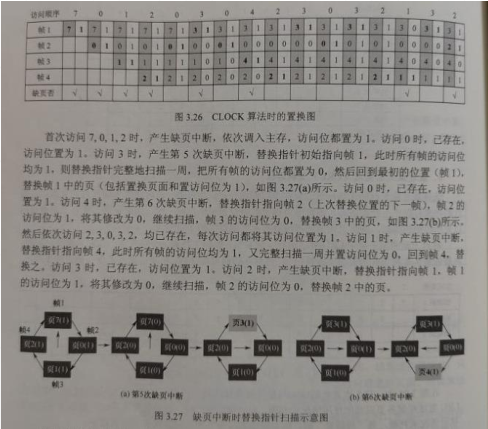 访问顺序 7 0 1 2 0 3 0 4 2 3 0 3 2 1 3 2
帧1
帧2
帧3
帧4
缺页否 √ √ √ √ √ √ √ √
图 3.26 CLOCK 算法时的置换图
首次访问 7, 0, 1, 2 时，产生缺页中断，依次调入主存，访问位都置为 1。访问 0 时，已存在，
访问位置为 1。访问 3 时，产生第 5 次缺页中断，替换指针初始指向帧 1，此时所有帧的访问位
均为 1，则替换指针完整地扫描一周，把所有帧的访问位都置为 0，然后回到最初的位置（帧 1），
替换帧 1 中的页（包括置换页面和置访问位为 1），如图 3.27(a)所示。访问 0 时，已存在，访问位
置为 1。访问 4 时，产生第 6 次缺页中断，替换指针指向帧 2（上次替换位置的下一帧），帧 2 的
访问位为 1，将其修改为 0，继续扫描，帧 3 的访问位为 0，替换帧 3 中的页，如图 3.27(b)所示。
然后依次访问 2, 3, 0, 3, 2，均已存在，每次访问都将其访问位置为 1。访问 1 时，产生缺页中断，
替换指针指向帧 4，此时所有帧的访问位均为 1，又完整扫描一周并置访问位为 0，回到帧 4，替
换之。访问 3 时，已存在，访问位置为 1。访问 2 时，产生缺页中断，替换指针指向帧 1，帧 1
的访问位为 1，将其修改为 0，继续扫描，帧 2 的访问位为 0，替换帧 2 中的页。
帧1
页7(1) 页7(0) 页3(1) 页3(1) 页3(1)
帧4 帧2
页2(1) 页0(1) 页2(0) 页0(0) 页2(0) 页0(0) 页2(0) 页0(1) 页2(0) 页0(0)
页1(1) 页1(0) 页1(0) 页1(0) 页4(1)
帧3
(a) 第5次缺页中断 (b) 第6次缺页中断
图 3.27 缺页中断时替换指针扫描示意图